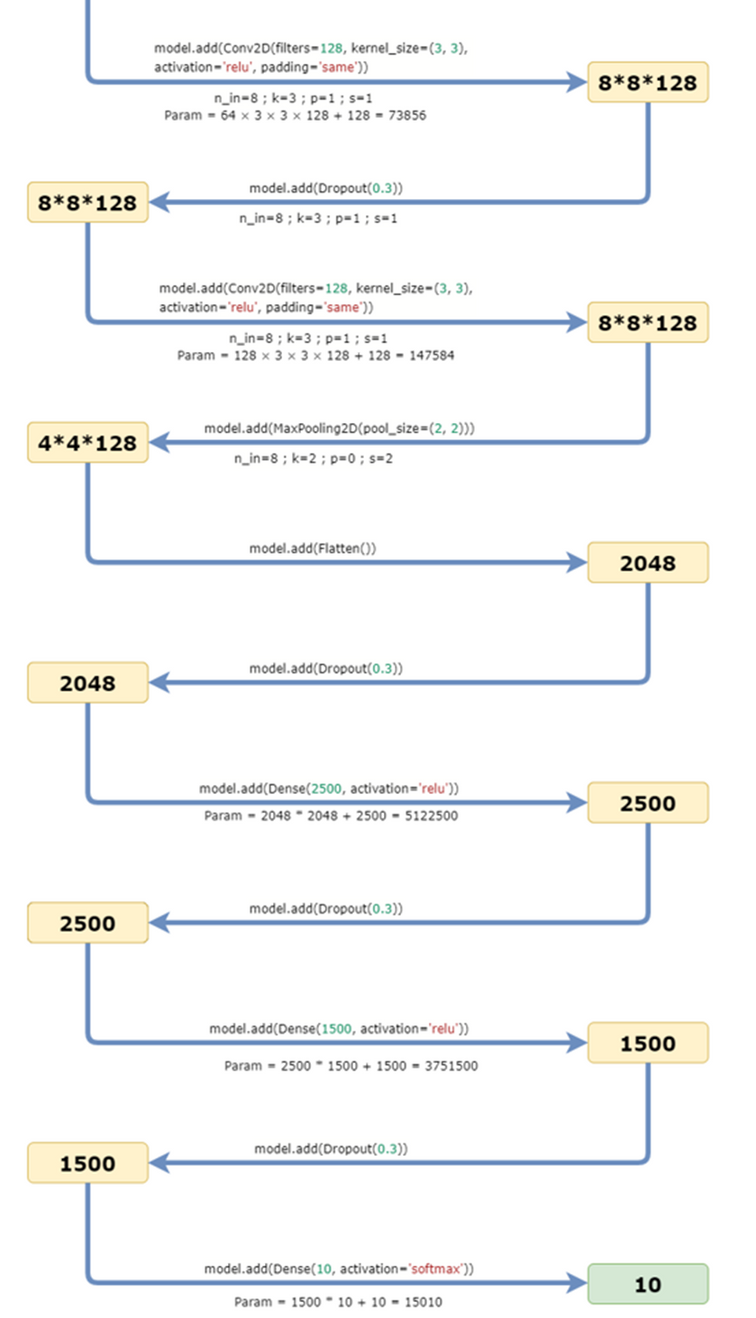 model.add(Conv2D(filters=128, kernel_size=(3, 3),
activation='relu', padding='same'))
8*8*128
n_in=8 ; k=3 ; p=1 ; s=1
Param = 64 × 3 × 3 × 128 + 128 = 73856
model.add(Dropout(0.3))
8*8*128
n_in=8 ; k=3 ; p=1 ; s=1
model.add(Conv2D(filters=128, kernel_size=(3, 3),
activation='relu', padding='same'))
8*8*128
n_in=8 ; k=3 ; p=1 ; s=1
Param = 128 × 3 × 3 × 128 + 128 = 147584
model.add(MaxPooling2D(pool_size=(2, 2)))
4*4*128
n_in=8 ; k=2 ; p=0 ; s=2
model.add(Flatten())
2048
model.add(Dropout(0.3))
2048
model.add(Dense(2500, activation='relu'))
2500
Param = 2048 * 2048 + 2500 = 5122500
model.add(Dropout(0.3))
2500
model.add(Dense(1500, activation='relu'))
1500
Param = 2500 * 1500 + 1500 = 3751500
model.add(Dropout(0.3))
1500
model.add(Dense(10, activation='softmax'))
10
Param = 1500 * 10 + 10 = 15010